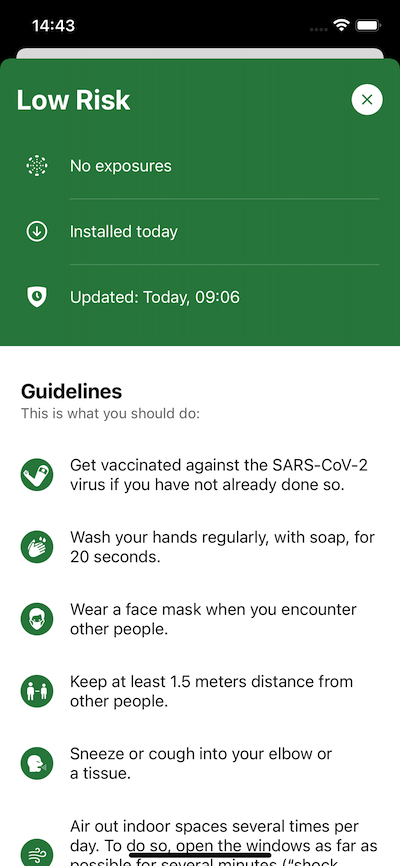 14:43
Low Risk
No exposures
Installed today
Updated: Today, 09:06
Guidelines
This is what you should do:
Get vaccinated against the SARS-CoV-2
virus if you have not already done so.
Wash your hands regularly, with soap, for
20 seconds.
Wear a face mask when you encounter
other people.
Keep at least 1.5 meters distance from
other people.
Sneeze or cough into your elbow or
a tissue.
Air out indoor spaces several times per
day. To do so, open the windows as far as
possible for several minutes (“shock